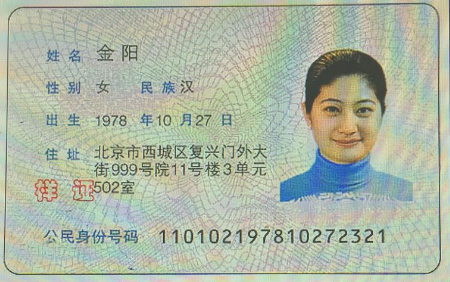 姓名 金阳
性别 女 民族 汉
出生 1978 年 10 月 27 日
住址 北京市西城区复兴门外大
街999号院11号楼3单元
502室
样证
公民身份号码 110102197810272321